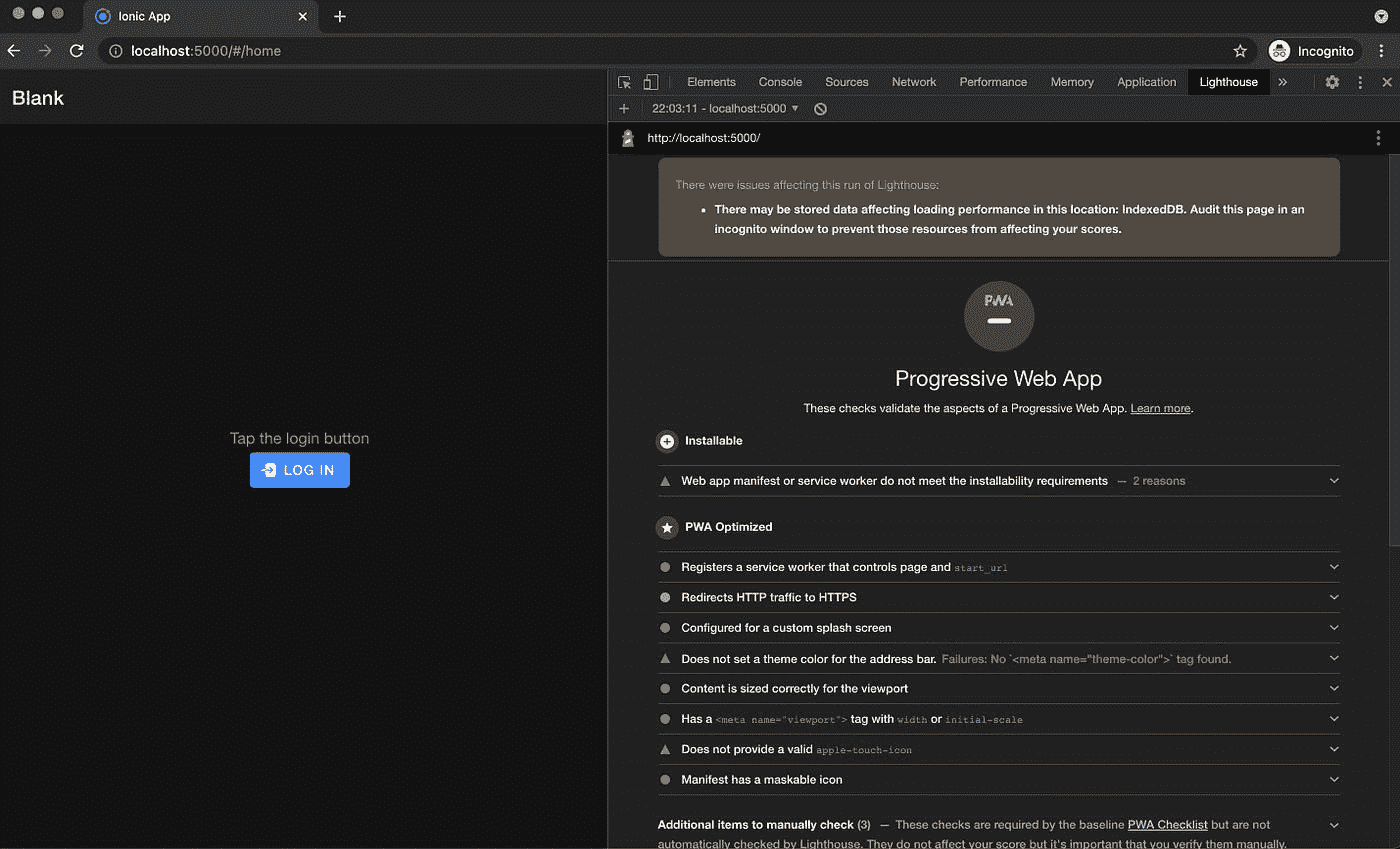 Ionic App
localhost:5000/#/home
Incognito
Blank
Tap the login button
LOG IN
Elements Console Sources Network Performance Memory Application Lighthouse
22:03:11 - localhost:5000
http://localhost:5000/
There were issues affecting this run of Lighthouse:
• There may be stored data affecting loading performance in this location: IndexedDB. Audit this page in an
incognito window to prevent those resources from affecting your scores.
PWA
Progressive Web App
These checks validate the aspects of a Progressive Web App. Learn more.
Installable
Web app manifest or service worker do not meet the installability requirements — 2 reasons
PWA Optimized
Registers a service worker that controls page and start_url
Redirects HTTP traffic to HTTPS
Configured for a custom splash screen
Does not set a theme color for the address bar. Failures: No `<meta name="theme-color">` tag found.
Content is sized correctly for the viewport
Has a <meta name="viewport"> tag with width or initial-scale
Does not provide a valid apple-touch-icon
Manifest has a maskable icon
Additional items to manually check (3) — These checks are required by the baseline PWA Checklist but are not
automatically checked by Lighthouse. They do not affect your score but it's important that you verify them manually.